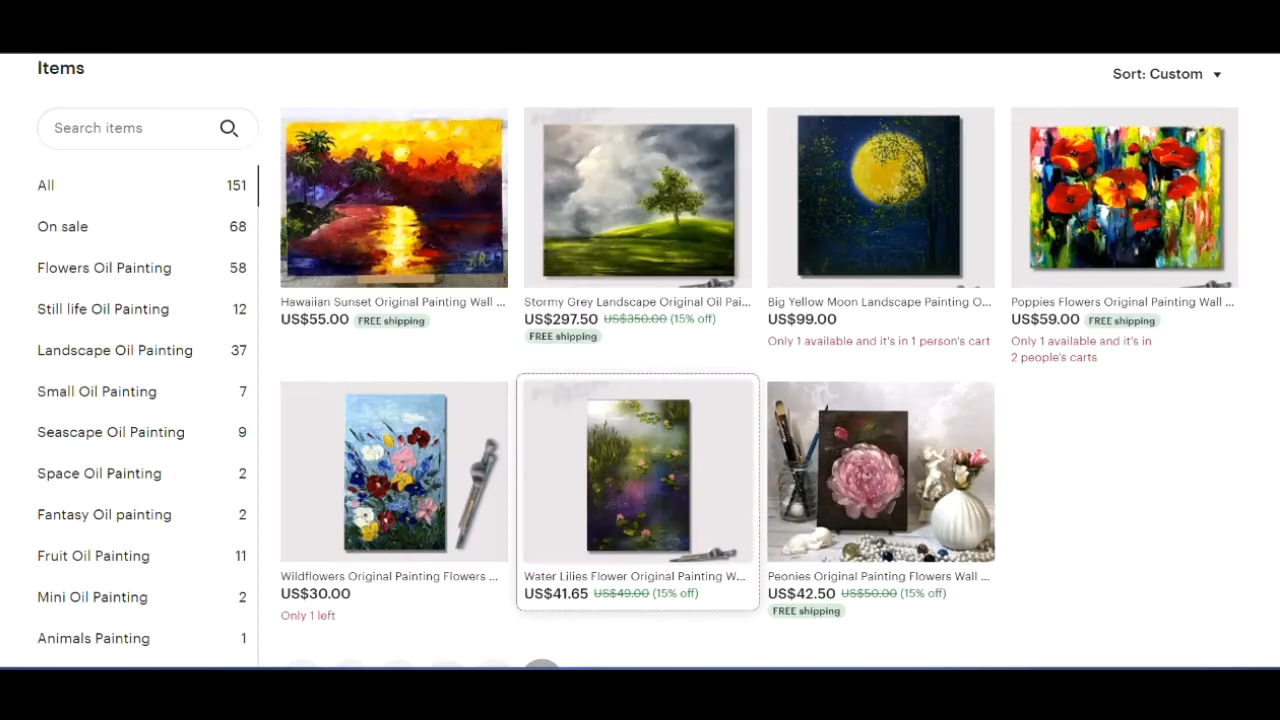 Items
Sort: Custom
Search items
All 151
On sale 68
Flowers Oil Painting 58
Still life Oil Painting 12
Landscape Oil Painting 37
Small Oil Painting 7
Seascape Oil Painting 9
Space Oil Painting 2
Fantasy Oil painting 2
Fruit Oil Painting 11
Mini Oil Painting 2
Animals Painting 1
Hawaiian Sunset Original Painting Wall ...
US$55.00 FREE shipping
Stormy Grey Landscape Original Oil Pai...
US$297.50 US$350.00 (15% off)
FREE shipping
Big Yellow Moon Landscape Painting O...
US$99.00
Only 1 available and it's in 1 person's cart
Poppies Flowers Original Painting Wall ...
US$59.00 FREE shipping
Only 1 available and it's in
2 people's carts
Wildflowers Original Painting Flowers ...
US$30.00
Only 1 left
Water Lilies Flower Original Painting W...
US$41.65 US$49.00 (15% off)
Peonies Original Painting Flowers Wall ...
US$42.50 US$50.00 (15% off)
FREE shipping